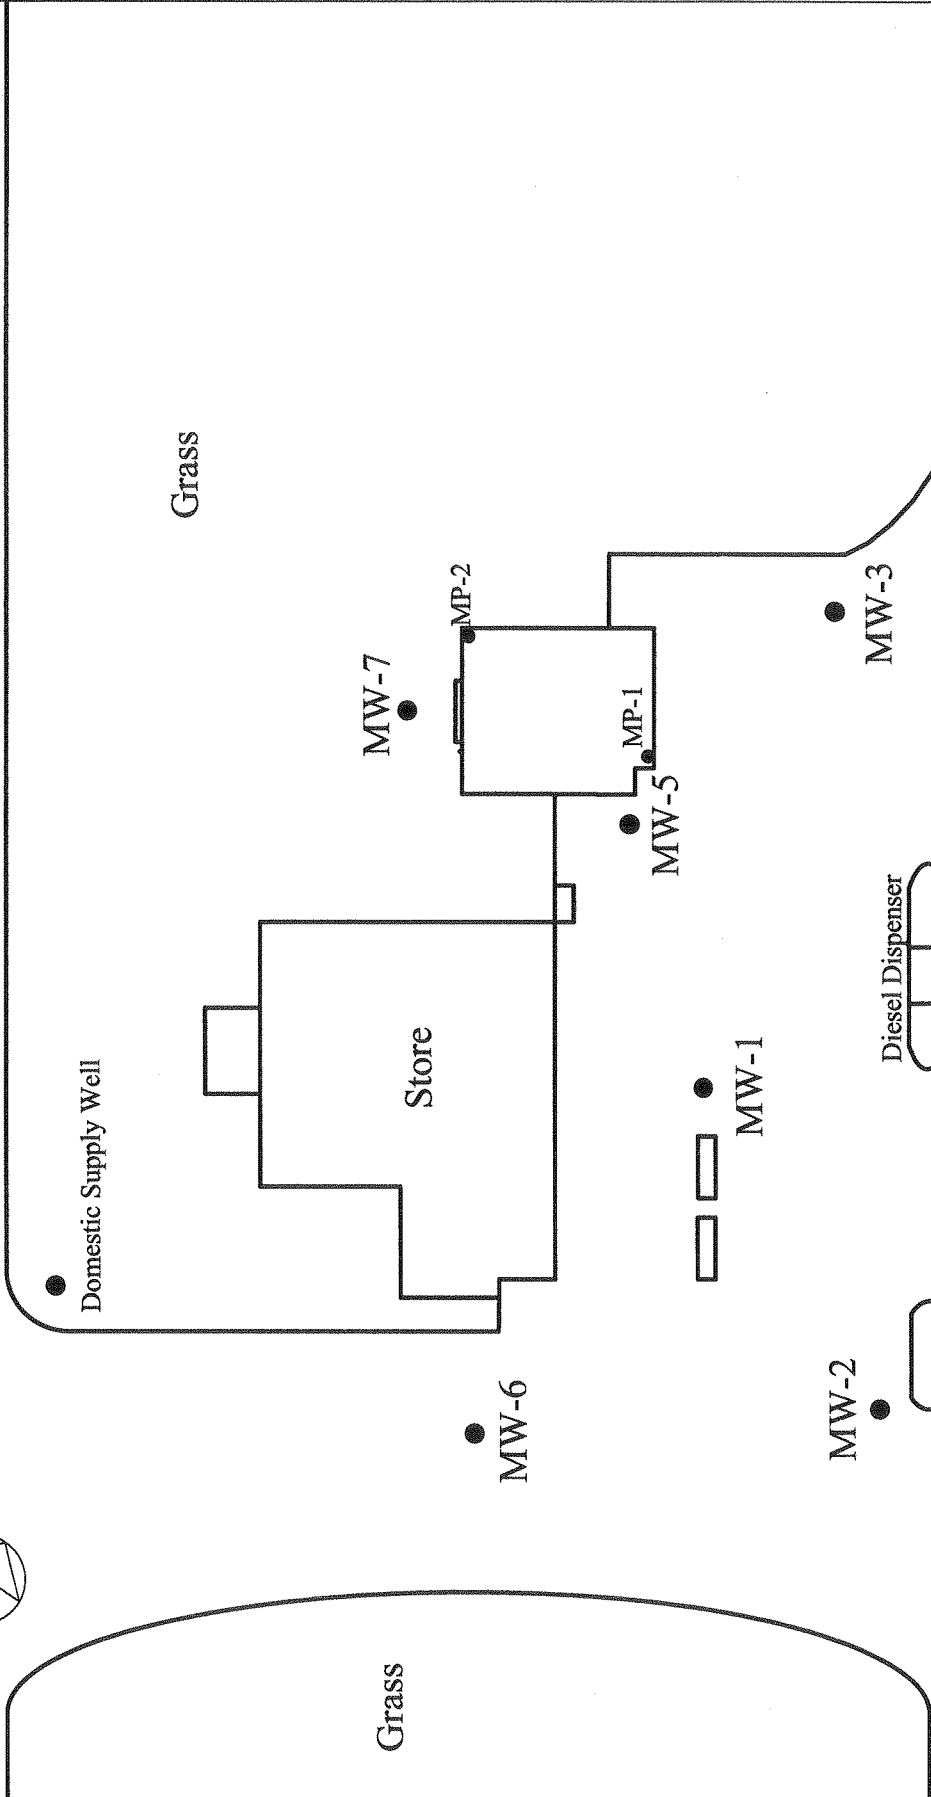 Domestic Supply Well
Grass
MW-7
MP-2
Store
MP-1
MW-5
MW-6
MW-1
MW-3
MW-2
Diesel Dispenser
Grass